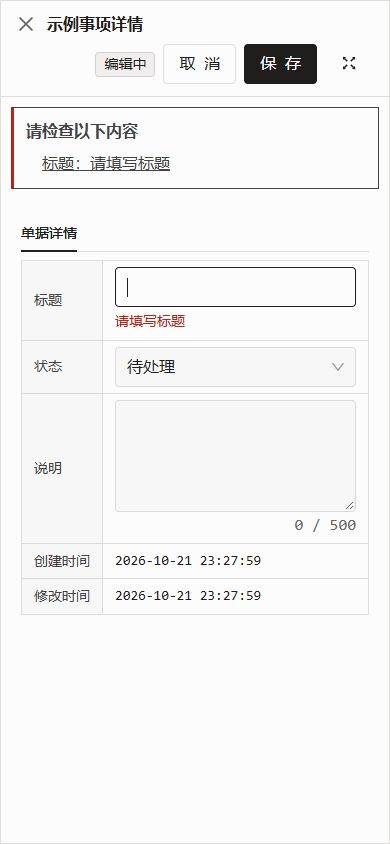 示例事项详情
编辑中 取 消 保 存
请检查以下内容
标题：请填写标题
单据详情
标题
请填写标题
状态 待处理
说明
0 / 500
创建时间 2026-10-21 23:27:59
修改时间 2026-10-21 23:27:59